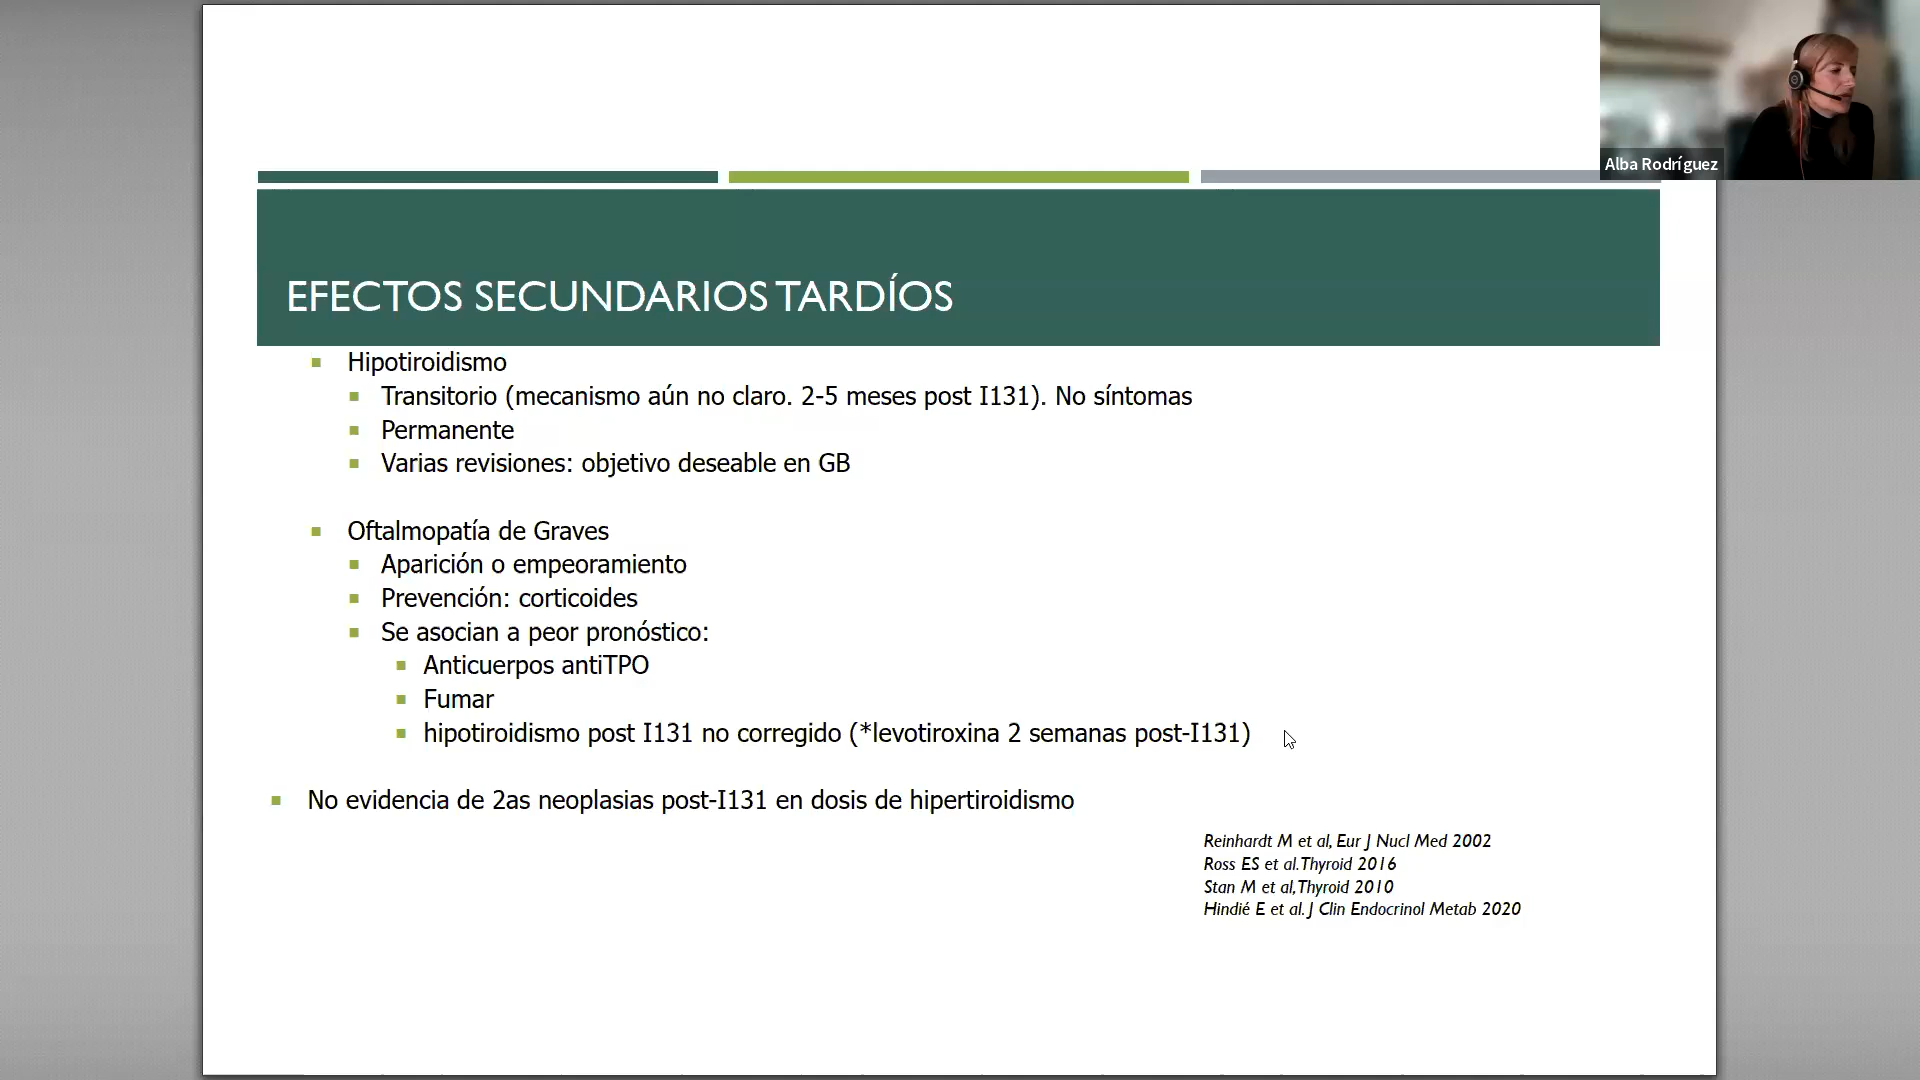 Alba Rodríguez
EFECTOS SECUNDARIOS TARDÍOS
Hipotiroidismo
Transitorio (mecanismo aún no claro. 2-5 meses post I131). No síntomas
Permanente
Varias revisiones: objetivo deseable en GB
Oftalmopatía de Graves
Aparición o empeoramiento
Prevención: corticoides
Se asocian a peor pronóstico:
Anticuerpos antiTPO
Fumar
hipotiroidismo post I131 no corregido (*levotiroxina 2 semanas post-I131)
No evidencia de 2as neoplasias post-I131 en dosis de hipertiroidismo
Reinhardt M et al, Eur J Nucl Med 2002
Ross ES et al. Thyroid 2016
Stan M et al, Thyroid 2010
Hindié E et al. J Clin Endocrinol Metab 2020